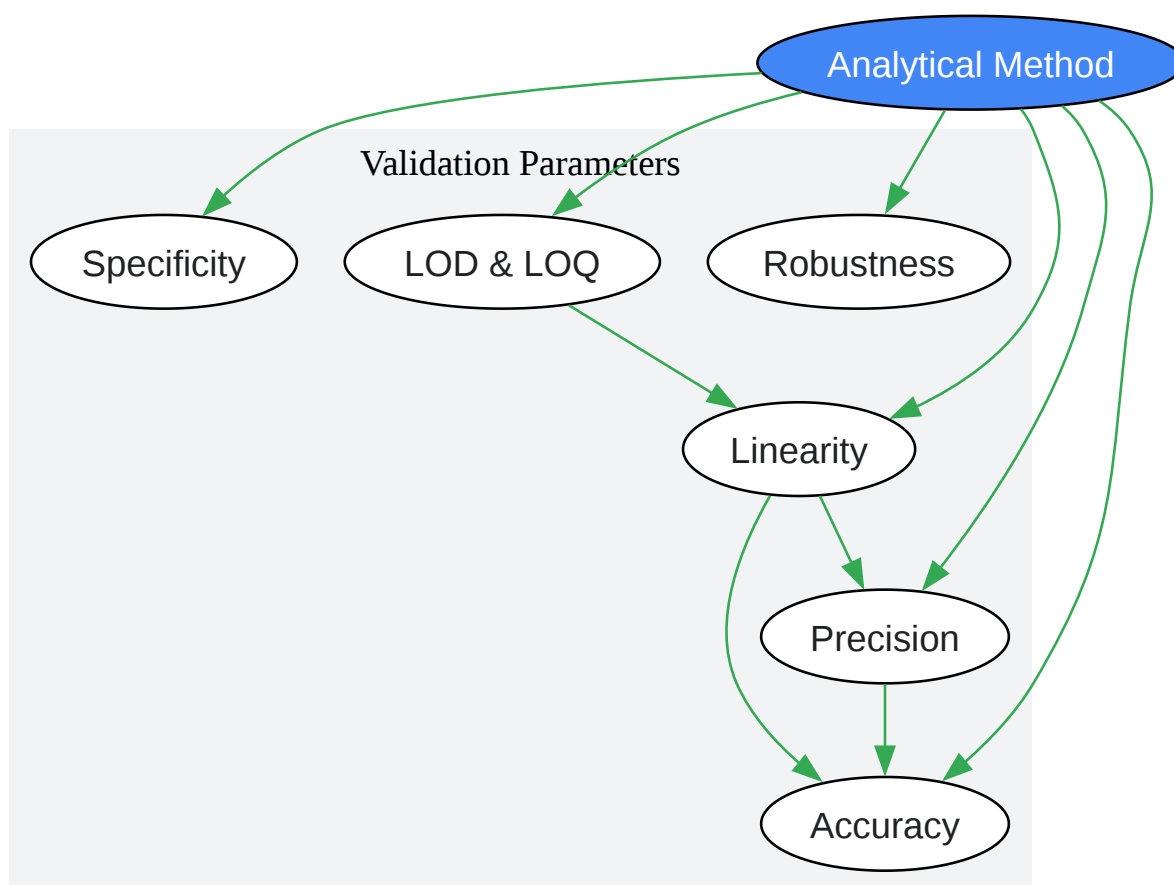 Analytical Method
Validation Parameters
Specificity
LOD & LOQ
Robustness
Linearity
Precision
Accuracy